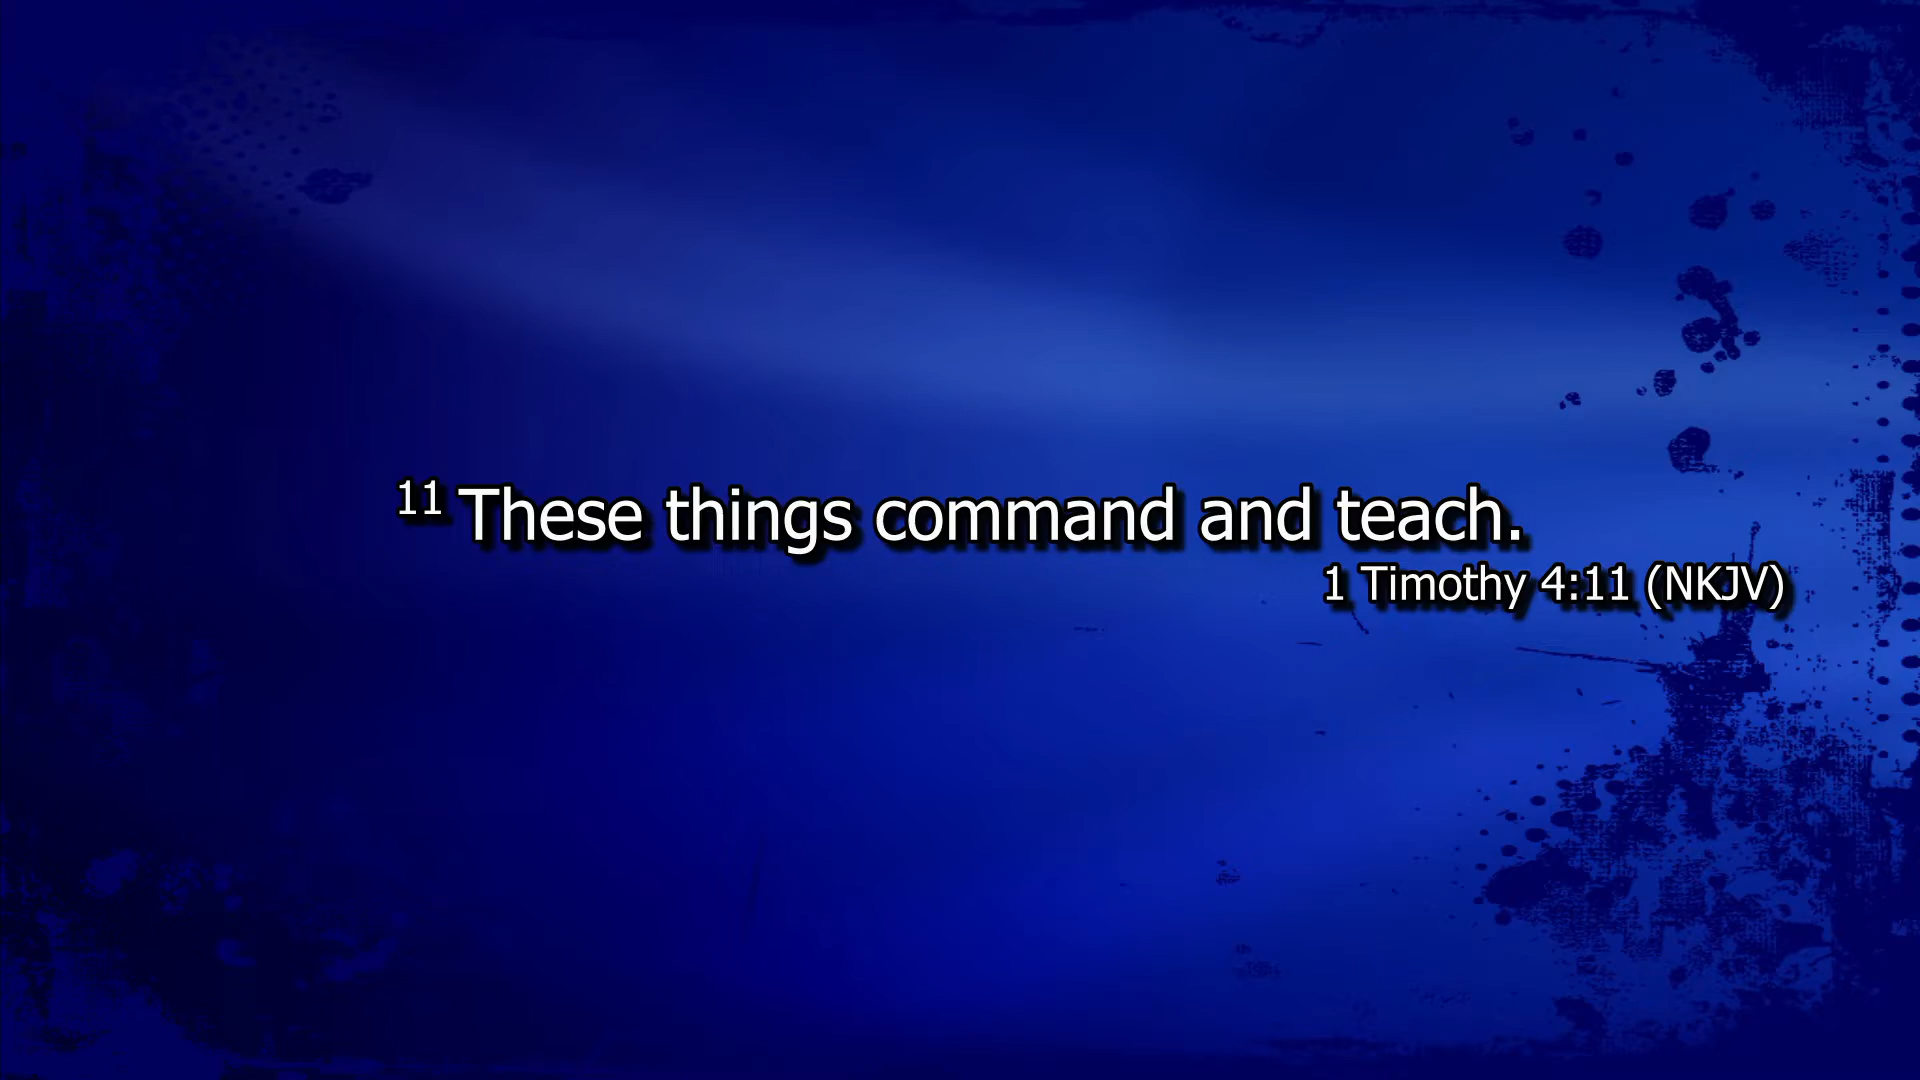 11 These things command and teach.
1 Timothy 4:11 (NKJV)